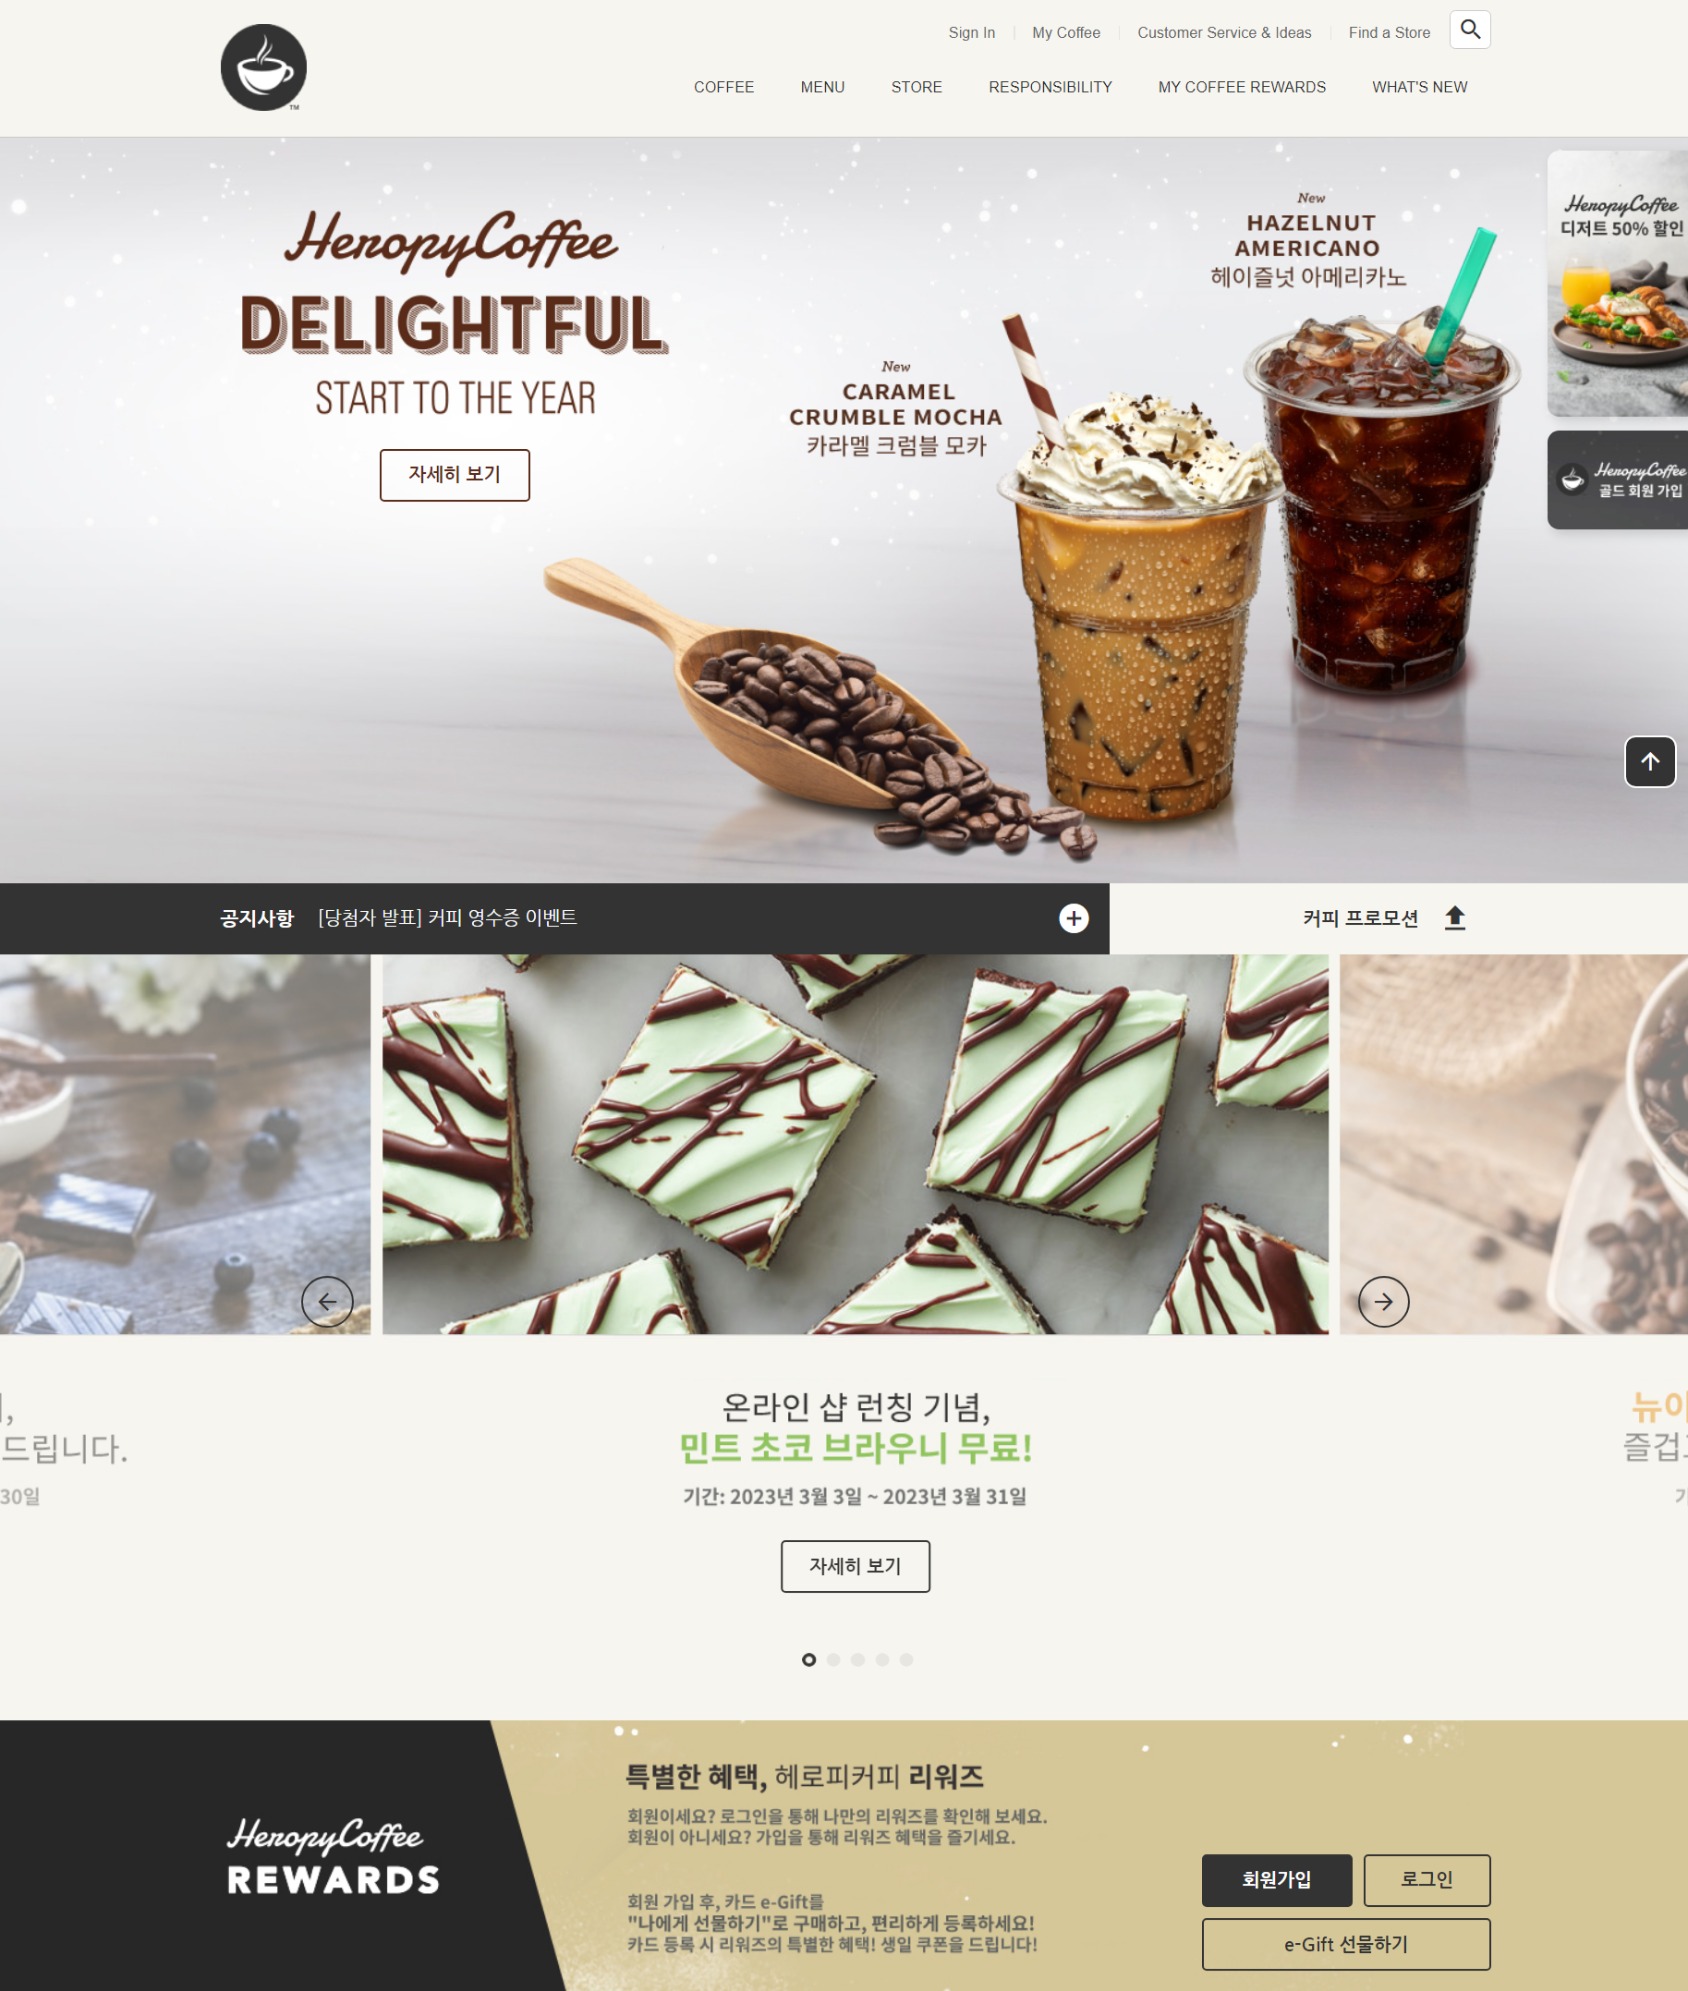 Sign In
My Coffee
Customer Service & Ideas
Find a Store
TM
COFFEE
MENU
STORE
RESPONSIBILITY
MY COFFEE REWARDS
WHAT'S NEW
HeropyCoffee
DELIGHTFUL
START TO THE YEAR
자세히 보기
New
CARAMEL
CRUMBLE MOCHA
카라멜 크럼블 모카
New
HAZELNUT
AMERICANO
헤이즐넛 아메리카노
HeropyCoffee
디저트 50% 할인
HeropyCoffee
골드 회원 가입
공지사항
[당첨자 발표] 커피 영수증 이벤트
커피 프로모션
드립니다.
30일
온라인 샵 런칭 기념,
민트 초코 브라우니 무료!
기간: 2023년 3월 3일 ~ 2023년 3월 31일
자세히 보기
HeropyCoffee
REWARDS
특별한 혜택, 헤로피커피 리워즈
회원이세요? 로그인을 통해 나만의 리워즈를 확인해 보세요.
회원이 아니세요? 가입을 통해 리워즈 혜택을 즐기세요.
회원 가입 후, 카드 e-Gift를
"나에게 선물하기"로 구매하고, 편리하게 등록하세요!
카드 등록 시 리워즈의 특별한 혜택! 생일 쿠폰을 드립니다!
회원가입
로그인
e-Gift 선물하기